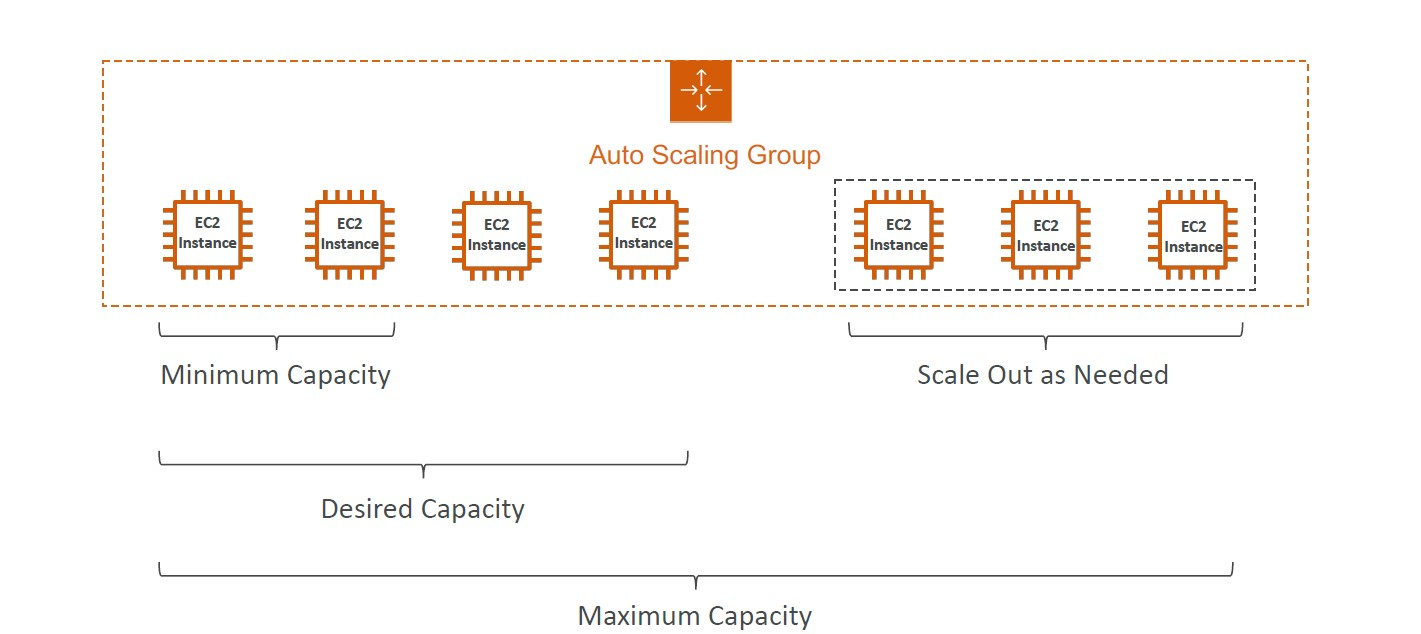 Auto Scaling Group
EC2
Instance
EC2
Instance
EC2
Instance
EC2
Instance
EC2
Instance
EC2
Instance
EC2
Instance
Minimum Capacity
Scale Out as Needed
Desired Capacity
Maximum Capacity